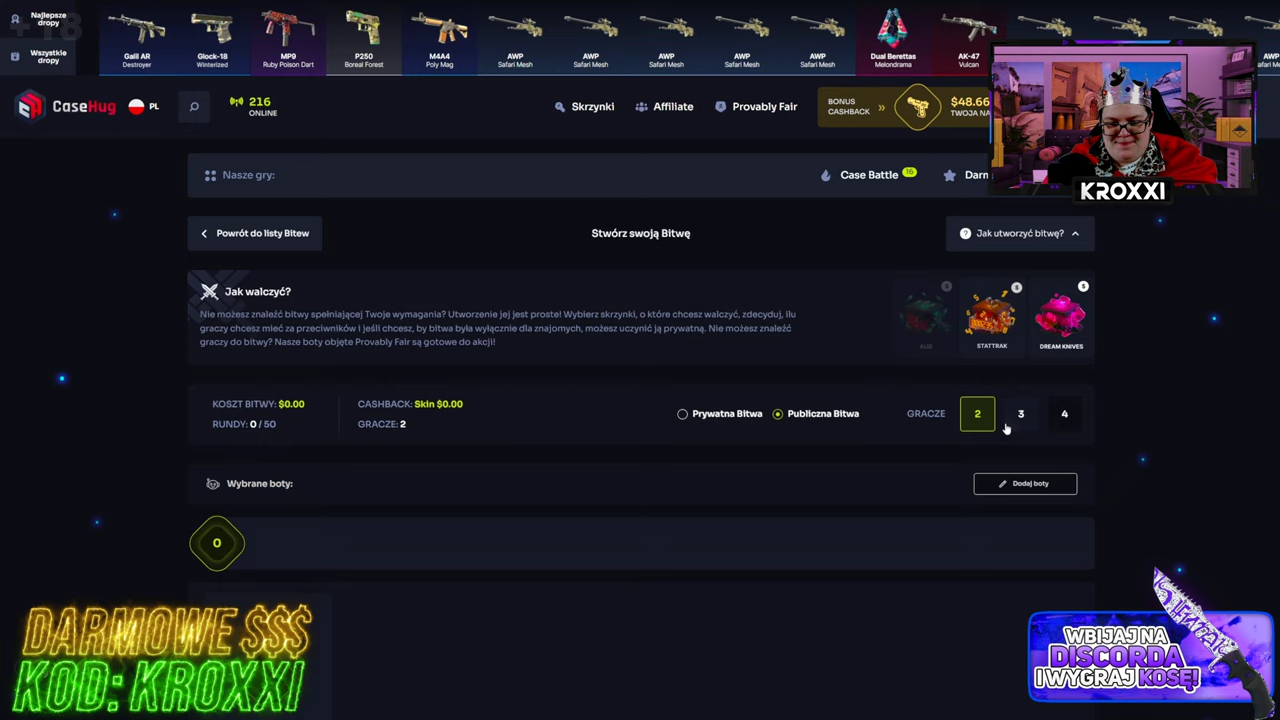 Najlepsze dropy
+18
Wszystkie dropy
Galil AR
Destroyer
Glock-18
Winterized
MP9
Ruby Poison Dart
P250
Boreal Forest
M4A4
Poly Mag
AWP
Safari Mesh
AWP
Safari Mesh
AWP
Safari Mesh
AWP
Safari Mesh
AWP
Safari Mesh
Dual Berettas
Melondrama
AK-47
Vulcan
CaseHug
PL
216
ONLINE
Skrzynki
Affiliate
Provably Fair
BONUS CASHBACK
$48.66
TWOJA NA
KROXXI
Nasze gry:
Case Battle
16
Darm
Powrót do listy Bitew
Stwórz swoją Bitwę
Jak utworzyć bitwę?
Jak walczyć?
Nie możesz znaleźć bitwy spełniającej Twoje wymagania? Utworzenie jej jest proste! Wybierz skrzynki, o które chcesz walczyć, zdecyduj, ilu
graczy chcesz mieć za przeciwników i jeśli chcesz, by bitwa była wyłącznie dla znajomych, możesz uczynić ją prywatną. Nie możesz znaleźć
graczy do bitwy? Nasze boty objęte Provably Fair są gotowe do akcji!
AUG
STATTRAK
DREAM KNIVES
KOSZT BITWY: $0.00
RUNDY: 0 / 50
CASHBACK: Skin $0.00
GRACZE: 2
Prywatna Bitwa
Publiczna Bitwa
GRACZE
2
3
4
Wybrane boty:
Dodaj boty
0
DARMOWE $$$
KOD: KROXXI
WBIJAJ NA
DISCORDA
I WYGRAJ KOSĘ!